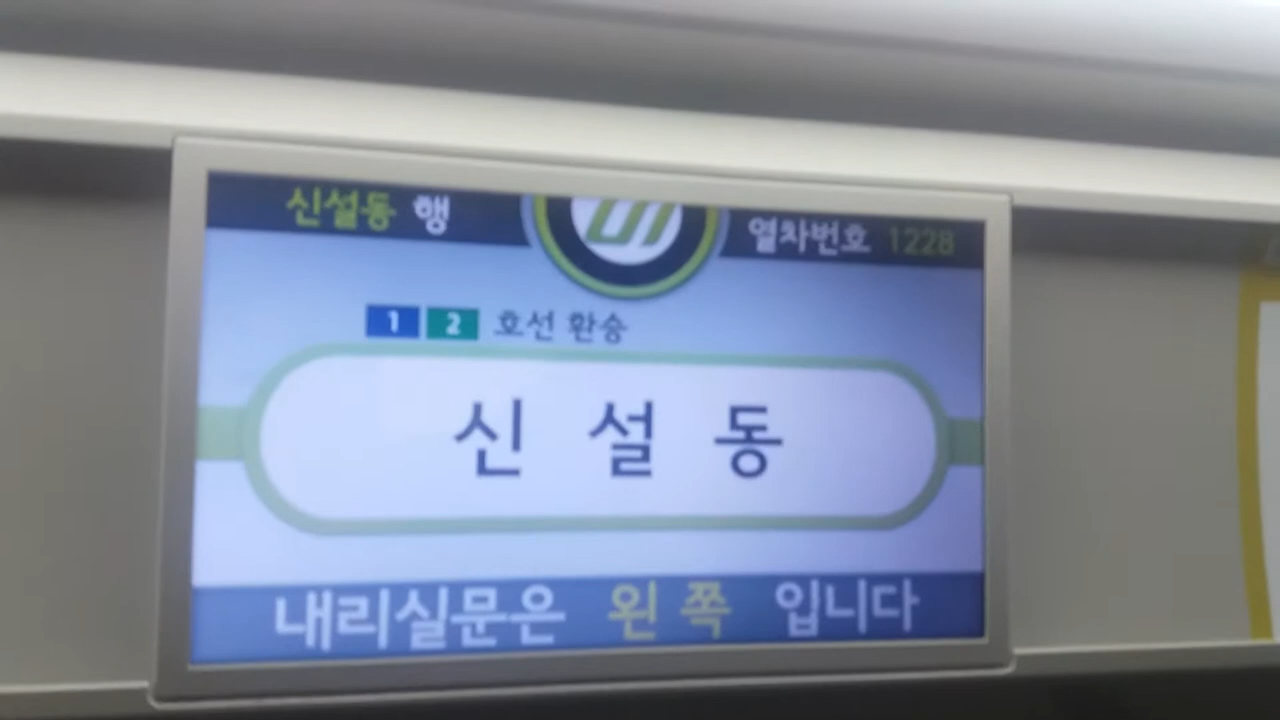 신설동 행
열차번호 1228
1 2 호선 환승
신설동
내리실문은 왼쪽 입니다